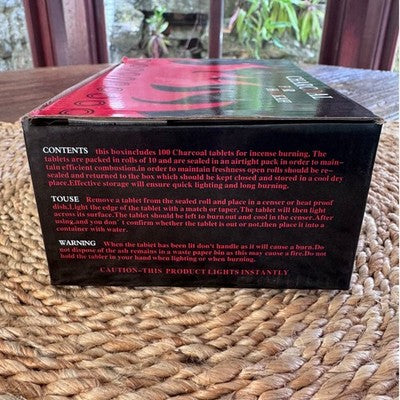 CONTENTS this boxincludes 100 Charcoal tablets for incense burning. The
tablets are packed in rolls of 10 and are sealed in an airtight pack in order to main-
tain efficient combustion.in order to maintain freshness open rolls should be re-
sealed and returned to the box which should be kept closed and stored in a cool dry
place.Effective storage will ensure quick lighting and long burning.
TOUSE Remove a tablet from the sealed roll and place in a censer or heat proof
dish.Light the edge of the tablet with a match or taper.The tablet will then light
across its surface.The tablet should be left to burn out and cool in the censer.After
using,and you don' t confirm whether the tablet is out or not.then place it into a
container with water.
WARNING When the tablet has been lit don't handle as it will cause a burn.Do
not dispose of the ash remains in a waste paper bin as this may cause a fire.Do not
hold the tablet in your hand when lighting or when burning.
CAUTION-THIS PRODUCT LIGHTS INSTANTLY